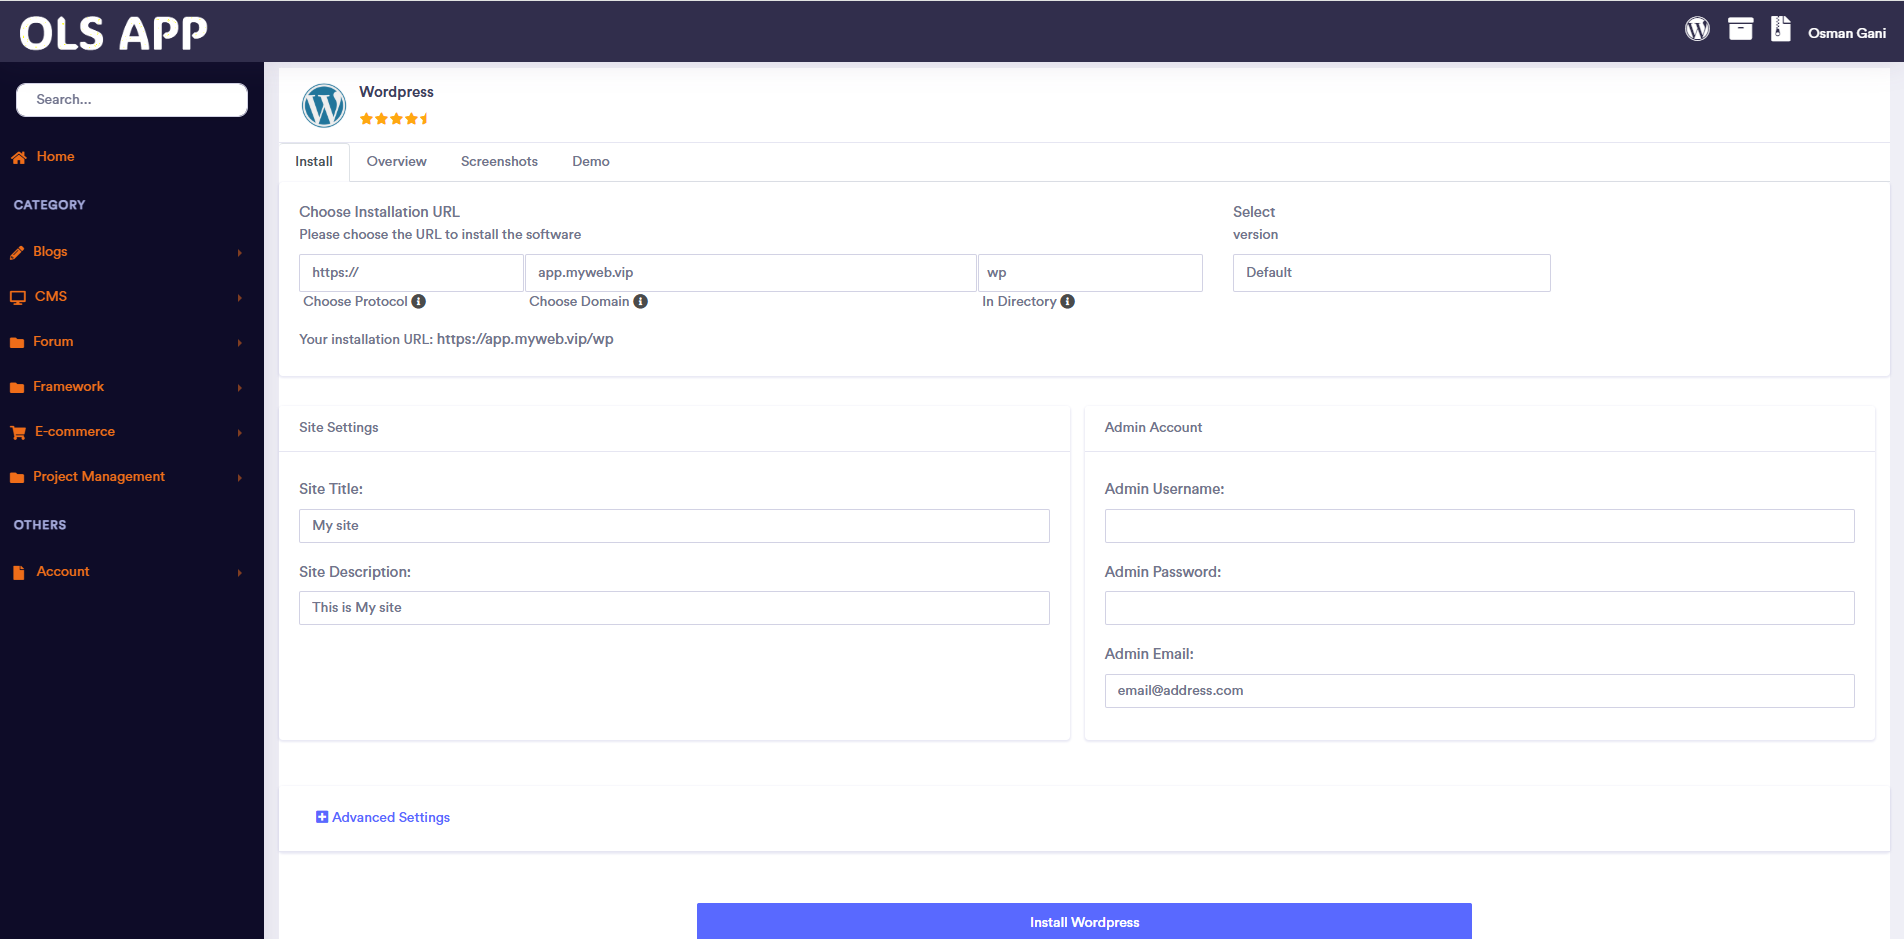 OLS APP
Osman Gani
Search...
Home
CATEGORY
Blogs
CMS
Forum
Framework
E-commerce
Project Management
OTHERS
Account
Wordpress
Install Overview Screenshots Demo
Choose Installation URL
Please choose the URL to install the software
https:// app.myweb.vip wp
Choose Protocol Choose Domain In Directory
Your installation URL: https://app.myweb.vip/wp
Select
version
Default
Site Settings
Site Title:
My site
Site Description:
This is My site
Admin Account
Admin Username:
Admin Password:
Admin Email:
email@address.com
Advanced Settings
Install Wordpress